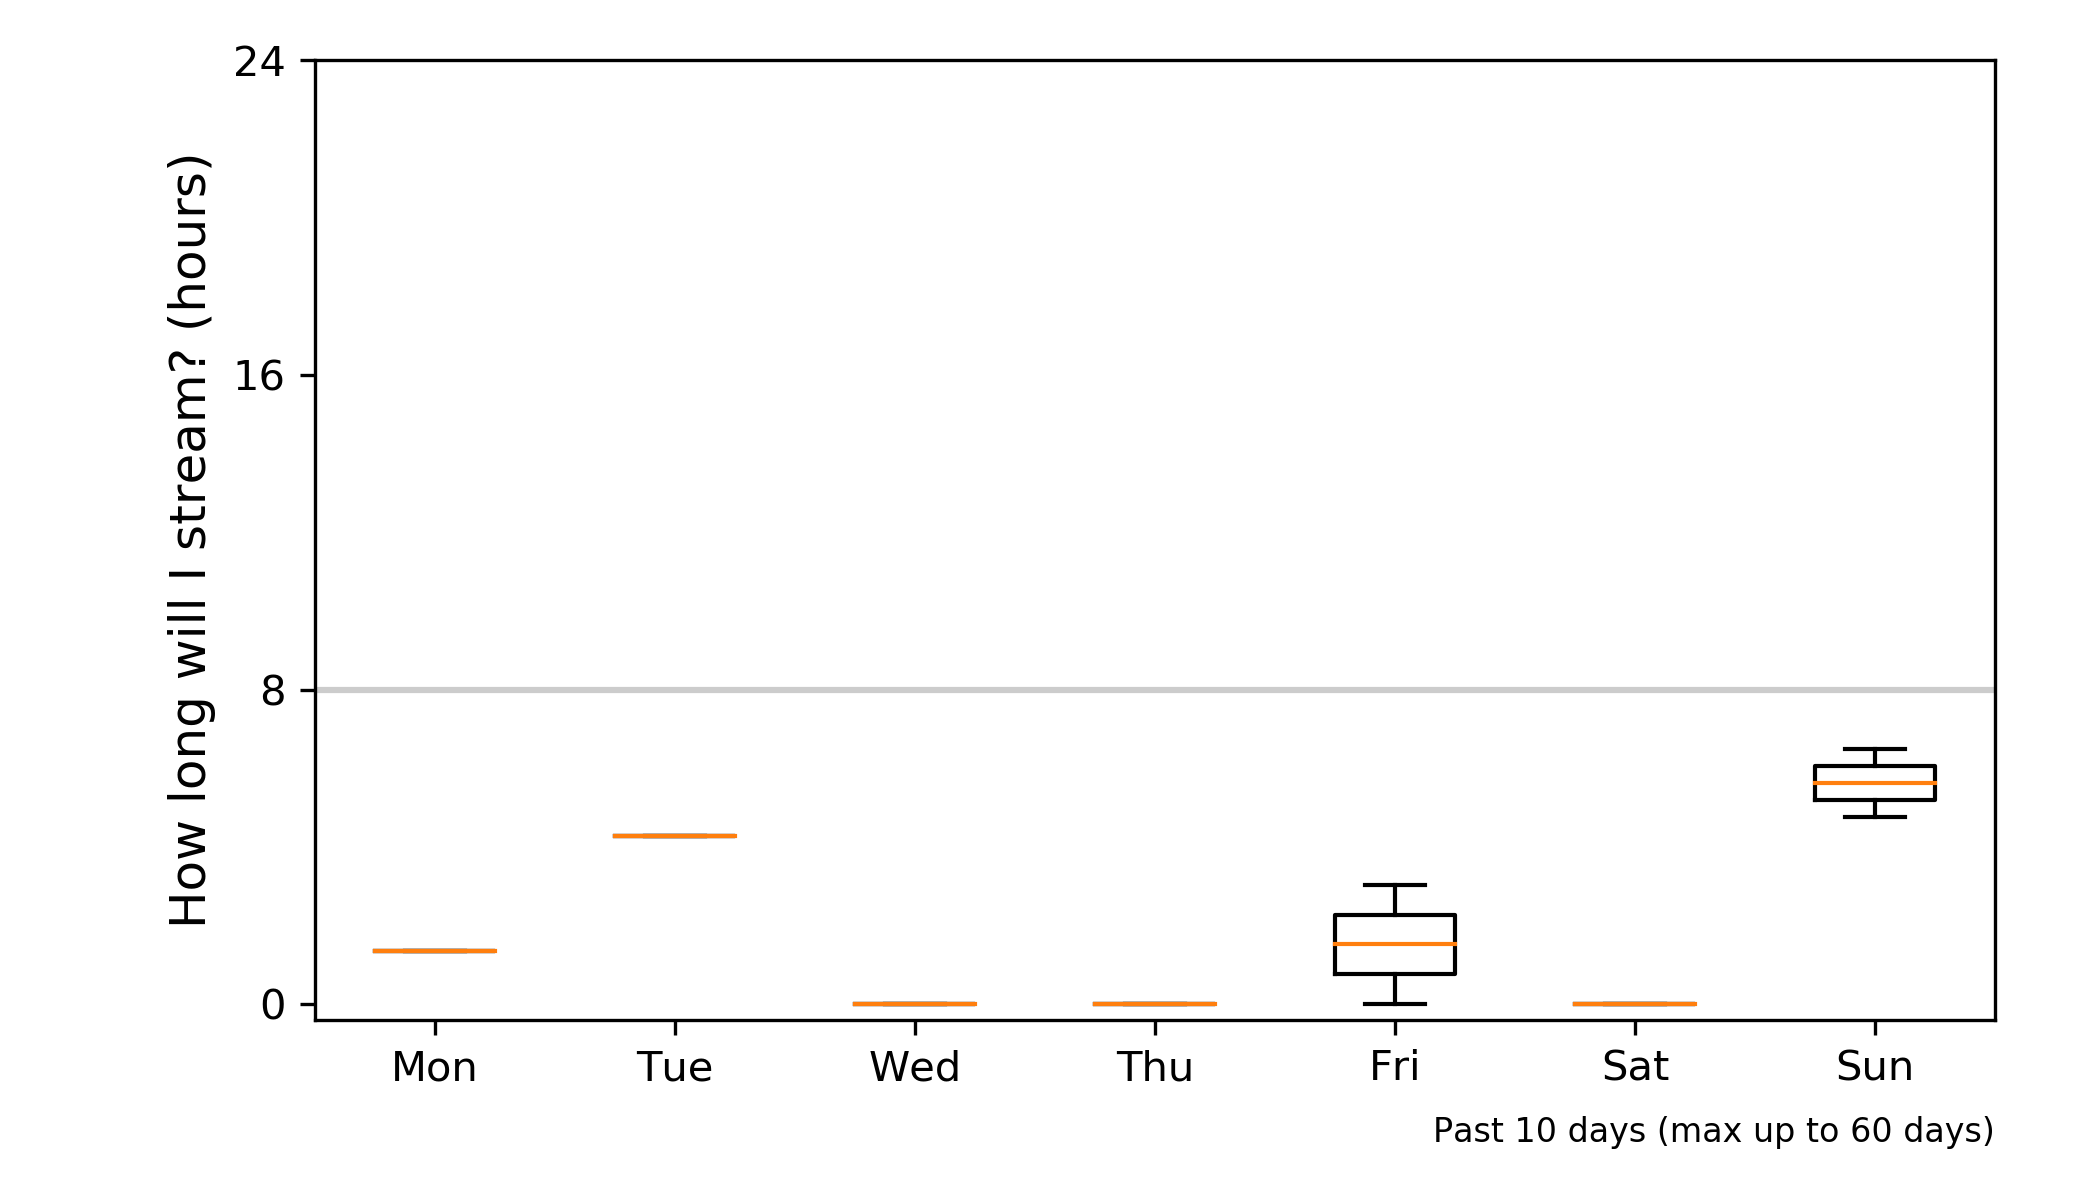 How long will I stream? (hours)
24
16
8
0
Mon Tue Wed Thu Fri Sat Sun
Past 10 days (max up to 60 days)